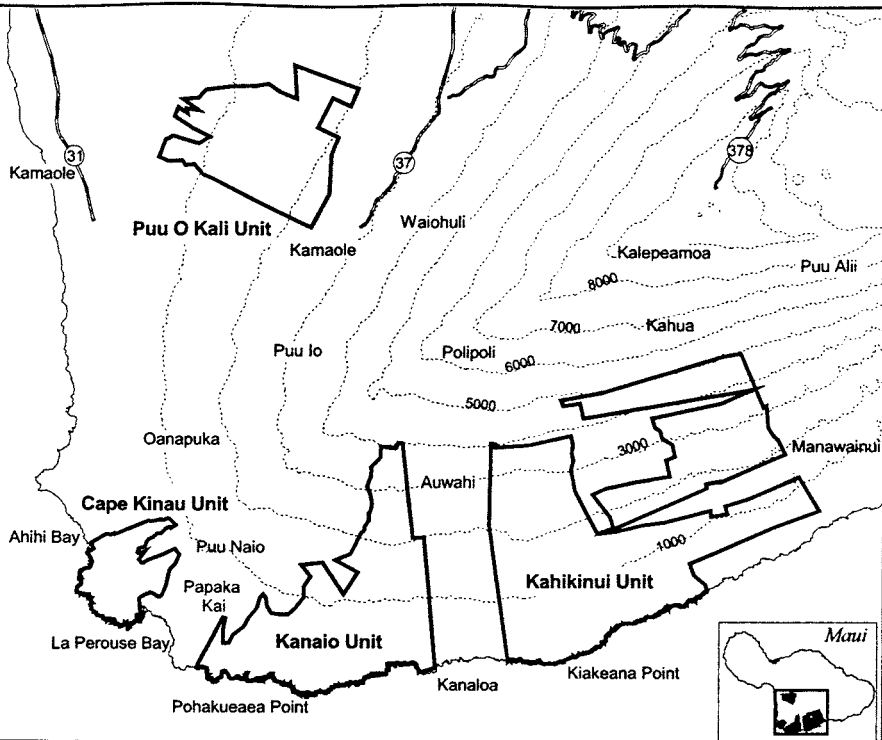 31
Kamaole
37
378
Puu O Kali Unit
Kamaole
Waiohuli
Kalepeamoa
Puu Alii
8000
7000
Kahua
Puu Io
Polipoli
6000
5000
Oanapuka
3000
Manawainui
Auwahi
Cape Kinau Unit
Ahihi Bay
Puu Naio
1000
Papaka
Kai
Kahikinui Unit
La Perouse Bay
Kanaio Unit
Kanaloa
Kiakeana Point
Pohakueaea Point
Maui